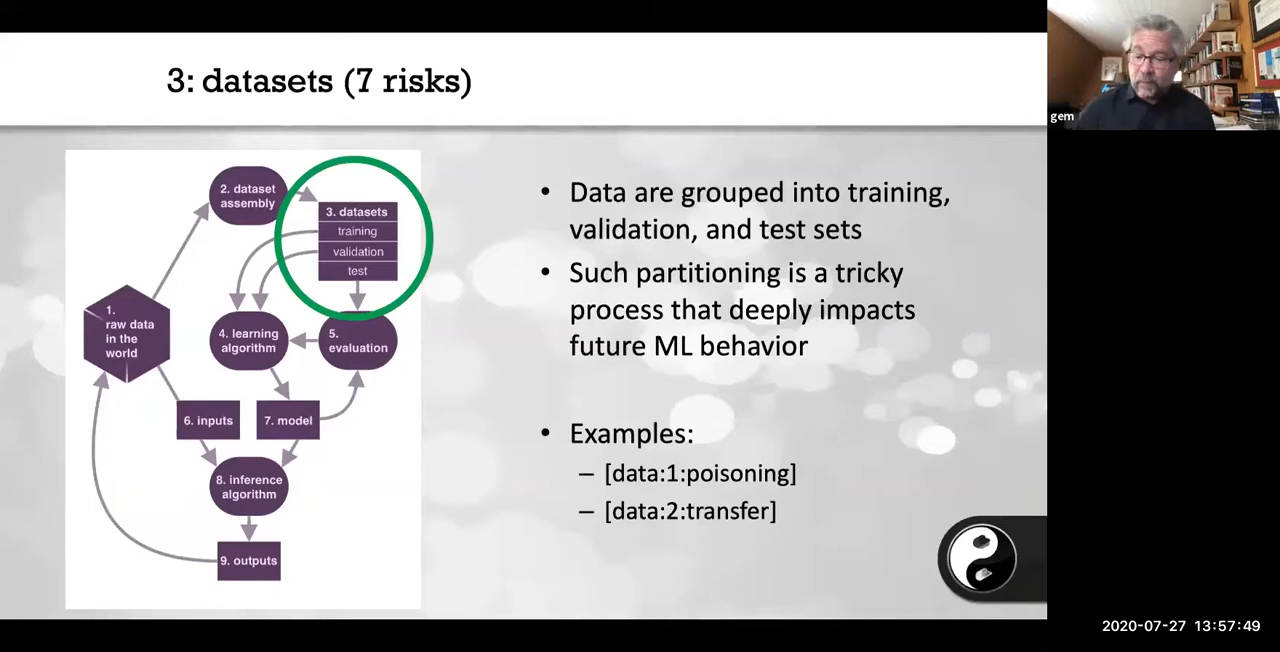 3: datasets (7 risks)
gem
2. dataset
assembly
3. datasets
training
validation
test
1.
raw data
in the
world
4. learning
algorithm
5.
evaluation
6. inputs
7. model
8. inference
algorithm
9. outputs
• Data are grouped into training,
validation, and test sets
• Such partitioning is a tricky
process that deeply impacts
future ML behavior
• Examples:
– [data:1:poisoning]
– [data:2:transfer]
2020-07-27 13:57:49